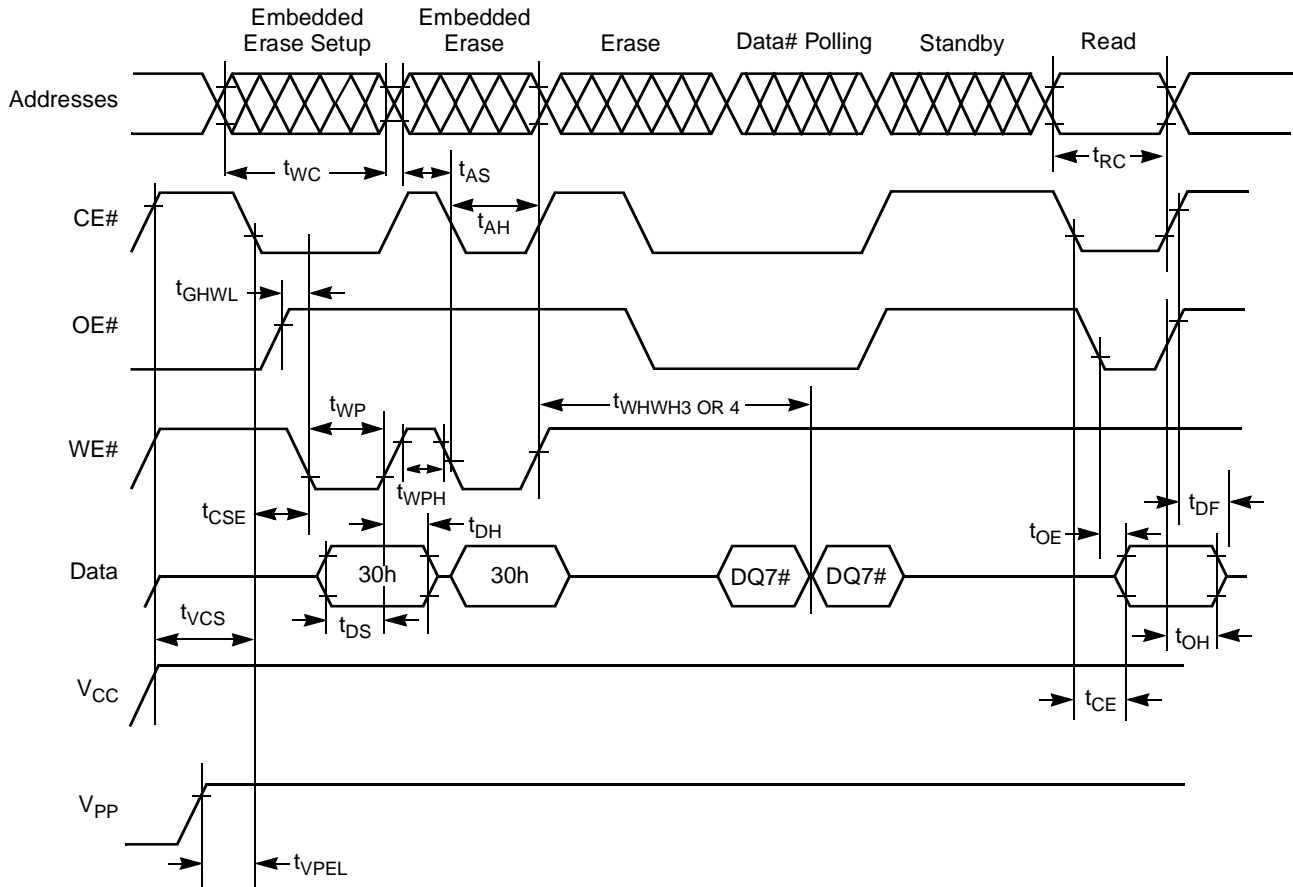 Embedded
Erase Setup
Embedded
Erase
Erase
Data# Polling
Standby
Read
Addresses
tWC
tAS
tRC
CE#
tAH
tGHWL
OE#
tWP
tWHWH3 OR 4
WE#
tWPH
tCSE
tDH
tDF
tOE
Data
30h
30h
DQ7#
DQ7#
tVCS
tDS
tOH
VCC
tCE
VPP
tVPEL